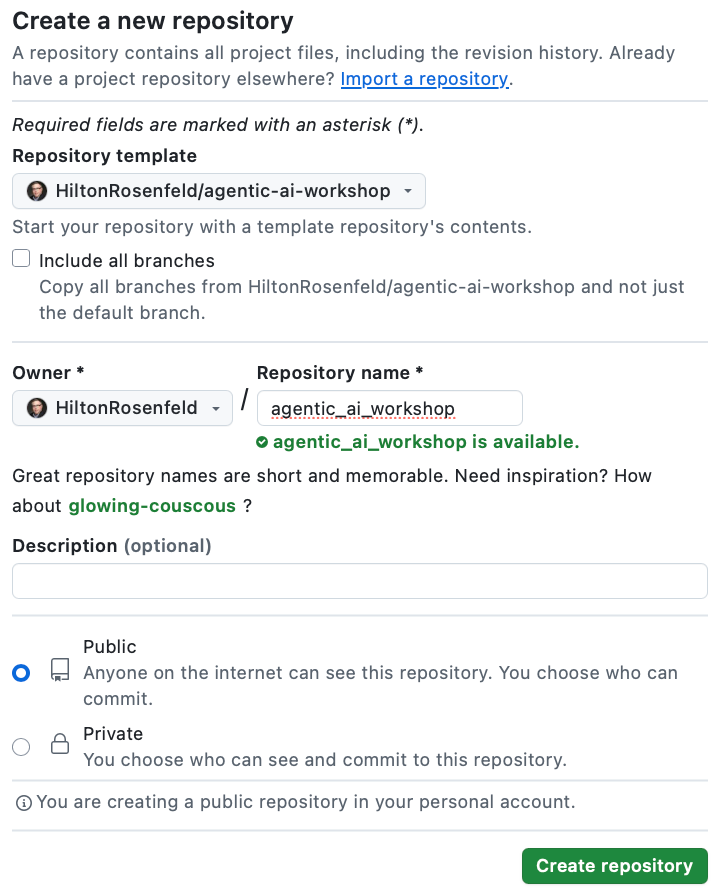 Create a new repository
A repository contains all project files, including the revision history. Already
have a project repository elsewhere? Import a repository.
Required fields are marked with an asterisk (*).
Repository template
HiltonRosenfeld/agentic-ai-workshop
Start your repository with a template repository's contents.
Include all branches
Copy all branches from HiltonRosenfeld/agentic-ai-workshop and not just
the default branch.
Owner * Repository name *
HiltonRosenfeld / agentic_ai_workshop
agentic_ai_workshop is available.
Great repository names are short and memorable. Need inspiration? How
about glowing-couscous ?
Description (optional)
Public
Anyone on the internet can see this repository. You choose who can
commit.
Private
You choose who can see and commit to this repository.
You are creating a public repository in your personal account.
Create repository